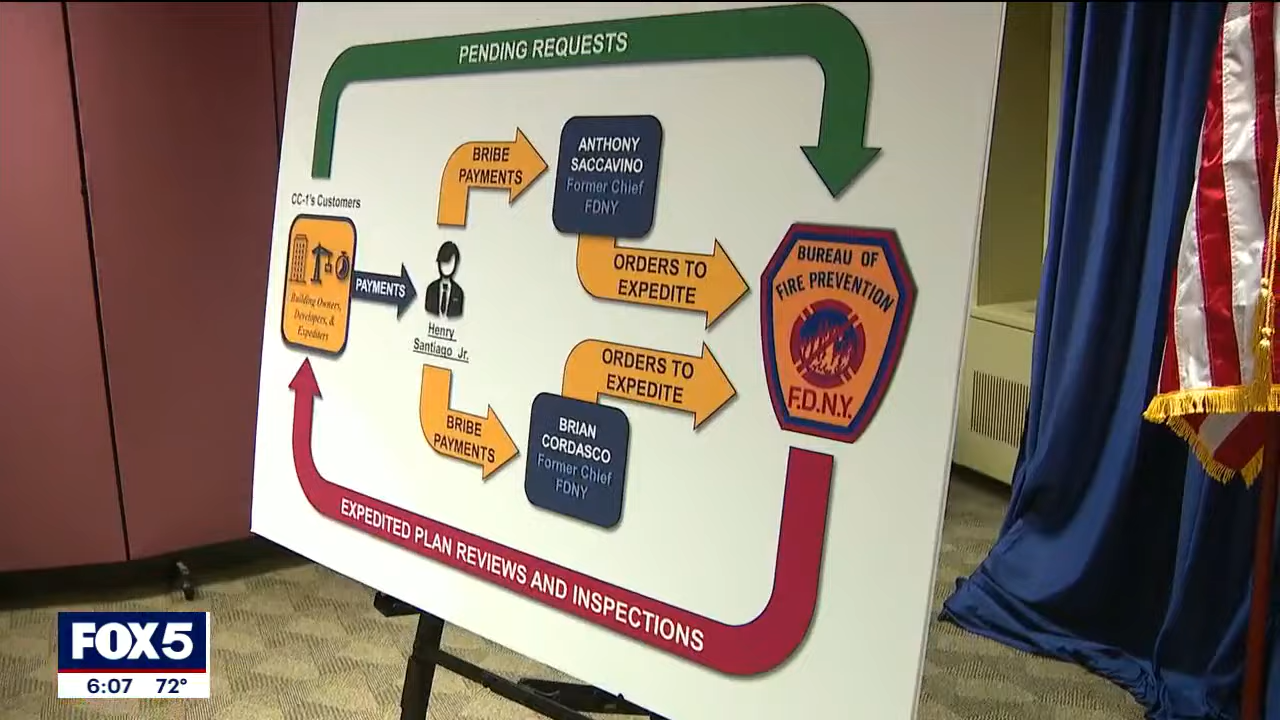 PENDING REQUESTS
BRIBE
PAYMENTS
ANTHONY
SACCAVINO
Former Chief
FDNY
CC-1's Customers
Building Owners,
Developers, &
Expediters
PAYMENTS
Henry
Santiago Jr.
ORDERS TO
EXPEDITE
BUREAU OF
FIRE PREVENTION
F.D.N.Y.
ORDERS TO
EXPEDITE
BRIBE
PAYMENTS
BRIAN
CORDASCO
Former Chief
FDNY
EXPEDITED PLAN REVIEWS AND INSPECTIONS
FOX 5
6:07 72°